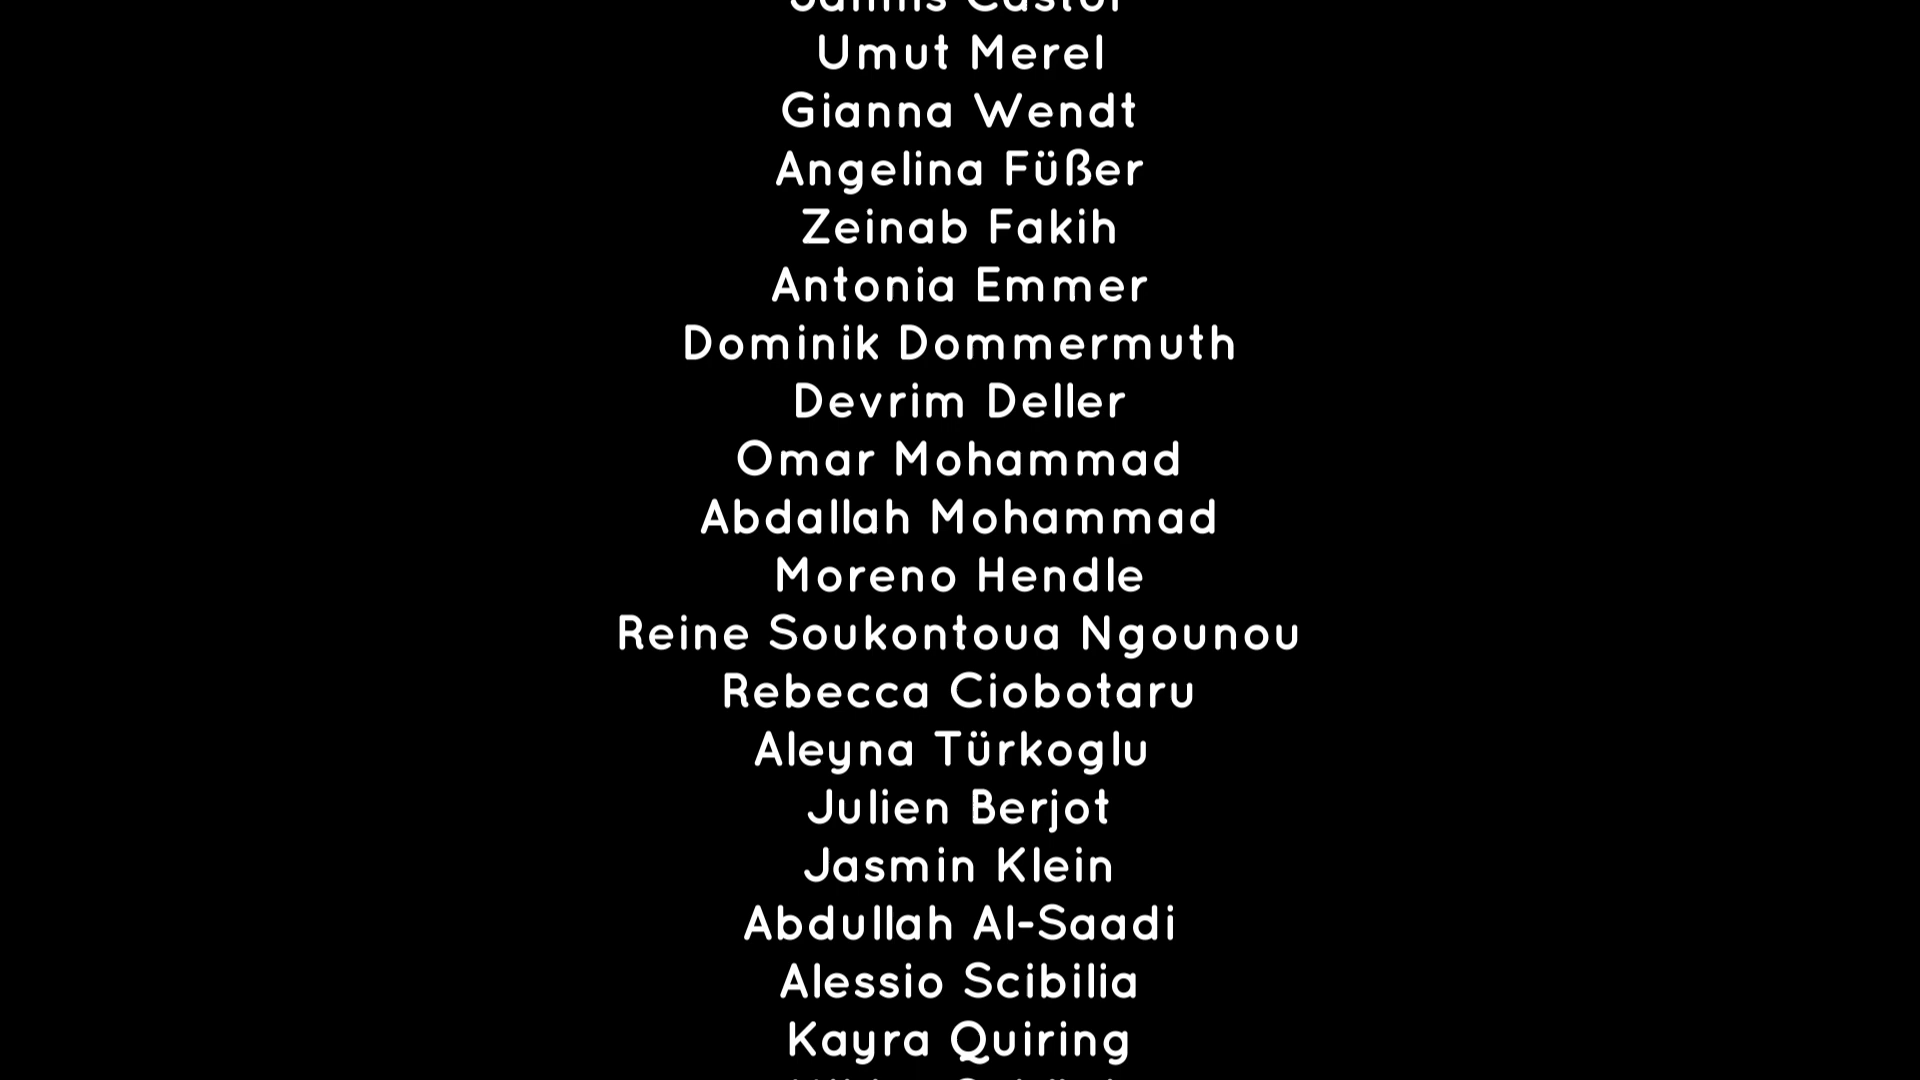 Umut Merel
Gianna Wendt
Angelina Füßer
Zeinab Fakih
Antonia Emmer
Dominik Dommermuth
Devrim Deller
Omar Mohammad
Abdallah Mohammad
Moreno Hendle
Reine Soukontoua Ngounou
Rebecca Ciobotaru
Aleyna Türkoglu
Julien Berjot
Jasmin Klein
Abdullah Al-Saadi
Alessio Scibilia
Kayra Quiring